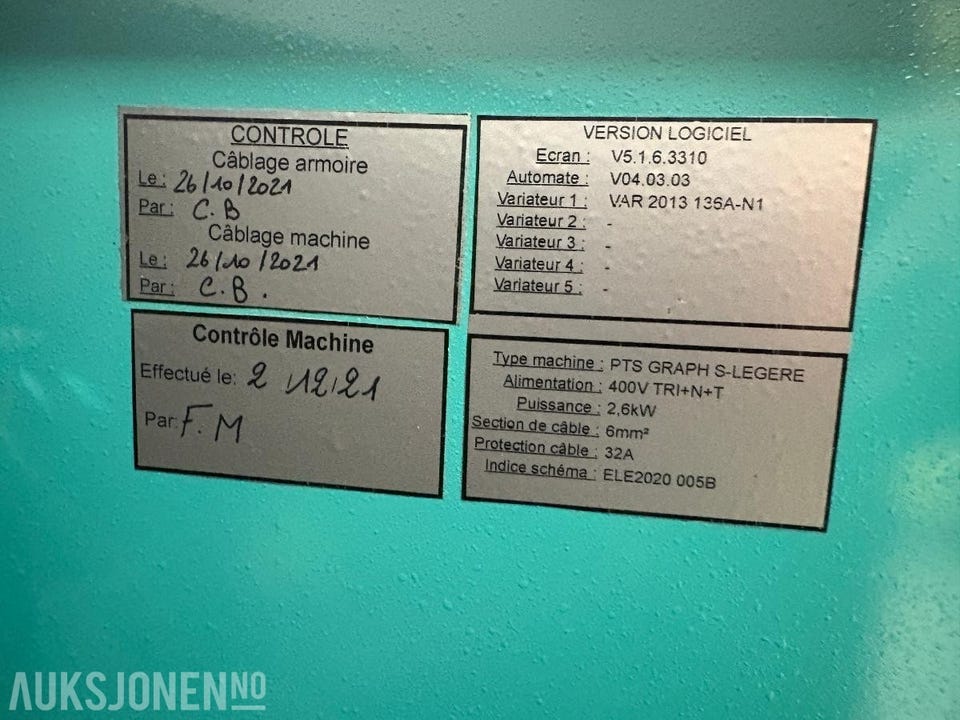 CONTROLE
Câblage armoire
Le : 26/10/2021
Par : C.B
Câblage machine
Le : 26/10/2021
Par : C.B.
VERSION LOGICIEL
Ecran : V5.1.6.3310
Automate : V04.03.03
Variateur 1 : VAR 2013 136A-N1
Variateur 2 : -
Variateur 3 : -
Variateur 4 : -
Variateur 5 : -
Contrôle Machine
Effectué le: 2/12/21
Par: F.M
Type machine : PTS GRAPH S-LEGERE
Alimentation : 400V TRI+N+T
Puissance : 2,6kW
Section de câble : 6mm²
Protection câble : 32A
Indice schéma : ELE2020 005B
AUKSJONEN.NO